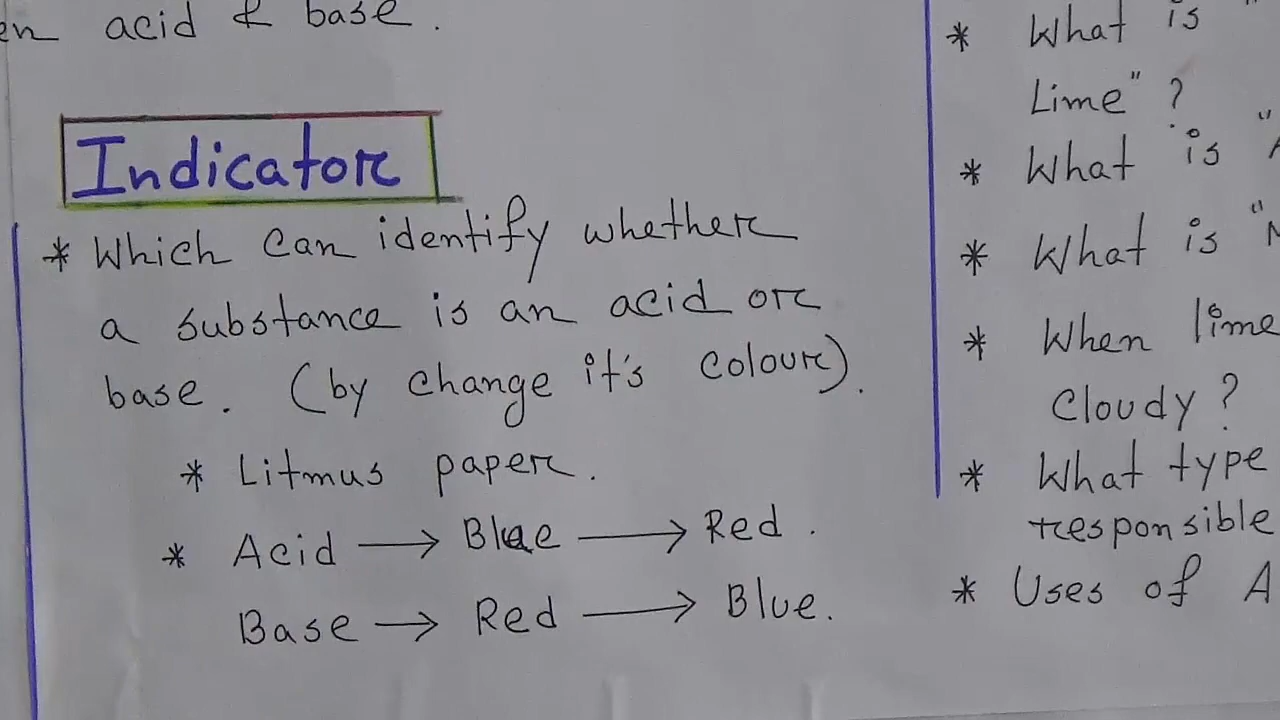 acid & base.
Indicator
* Which can identify whether
a substance is an acid or
base. (by change it's colour).
* Litmus paper.
* Acid → Blue → Red.
Base → Red → Blue.
* What is "
Lime" ?
* What is "
* What is "
* When lime
Cloudy ?
* What type
responsible
* Uses of A